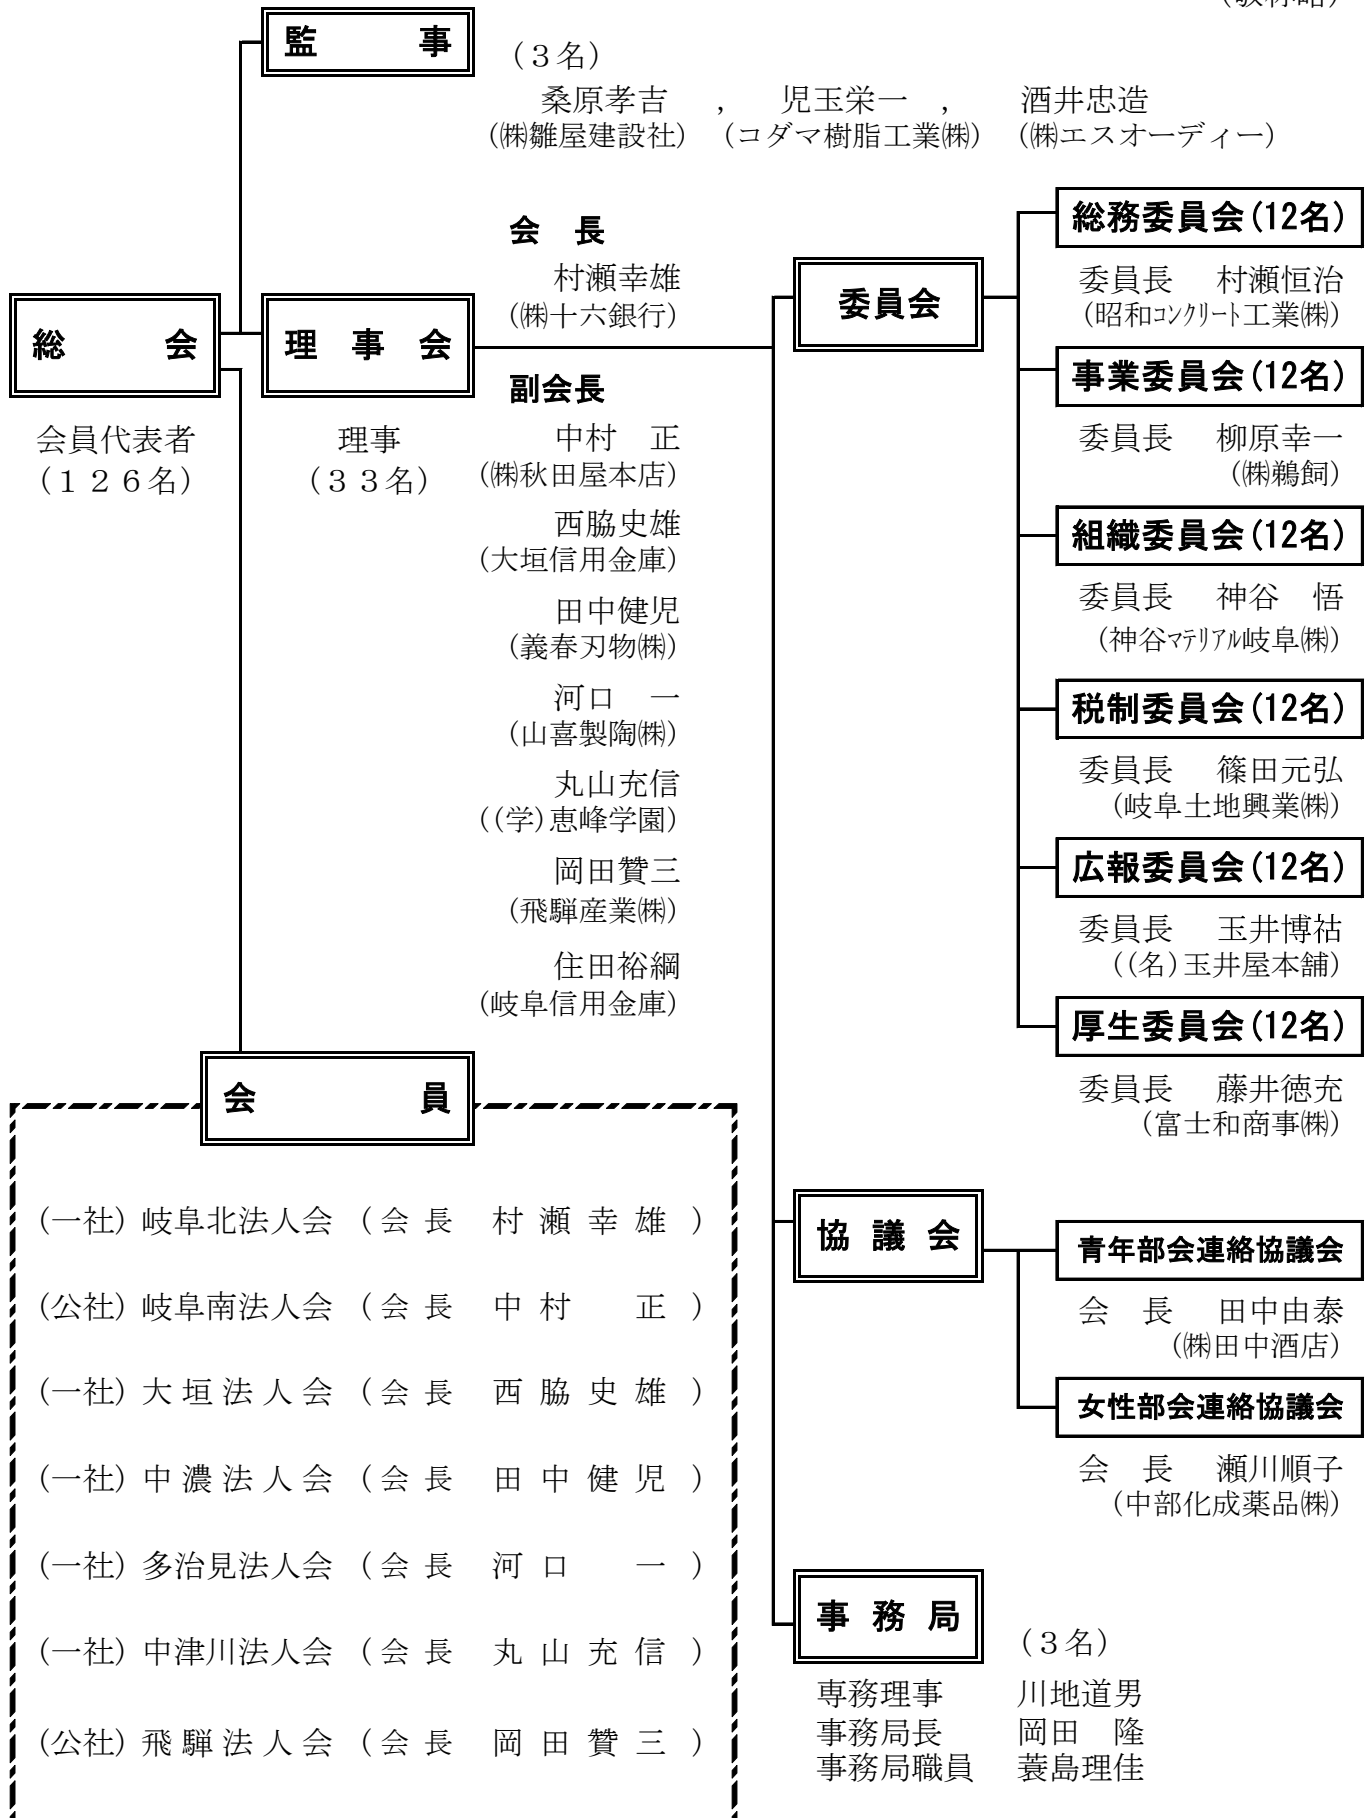 監事
(3名)
桑原孝吉 , 児玉栄一 , 酒井忠造
(㈱雛屋建設社) (コダマ樹脂工業㈱) (㈱エスオーディー)
総会
会員代表者
(126名)
理事会
理事
(33名)
会長
村瀬幸雄
(㈱十六銀行)
副会長
中村 正
(㈱秋田屋本店)
西脇史雄
(大垣信用金庫)
田中健児
(義春刃物㈱)
河口 一
(山喜製陶㈱)
丸山充信
((学)恵峰学園)
岡田贊三
(飛騨産業㈱)
住田裕綱
(岐阜信用金庫)
委員会
総務委員会(12名)
委員長 村瀬恒治
(昭和コンクリート工業㈱)
事業委員会(12名)
委員長 柳原幸一
(㈱鵜飼)
組織委員会(12名)
委員長 神谷 悟
(神谷マテリアル岐阜㈱)
税制委員会(12名)
委員長 篠田元弘
(岐阜土地興業㈱)
広報委員会(12名)
委員長 玉井博祜
((名)玉井屋本舗)
厚生委員会(12名)
委員長 藤井徳充
(富士和商事㈱)
協議会
青年部会連絡協議会
会長 田中由泰
(㈱田中酒店)
女性部会連絡協議会
会長 瀬川順子
(中部化成薬品㈱)
事務局
(3名)
専務理事 川地道男
事務局長 岡田 隆
事務局職員 蓑島理佳
会員
(一社) 岐阜北法人会 (会長 村瀬幸雄)
(公社) 岐阜南法人会 (会長 中村 正)
(一社) 大垣法人会 (会長 西脇史雄)
(一社) 中濃法人会 (会長 田中健児)
(一社) 多治見法人会 (会長 河口 一)
(一社) 中津川法人会 (会長 丸山充信)
(公社) 飛騨法人会 (会長 岡田贊三)